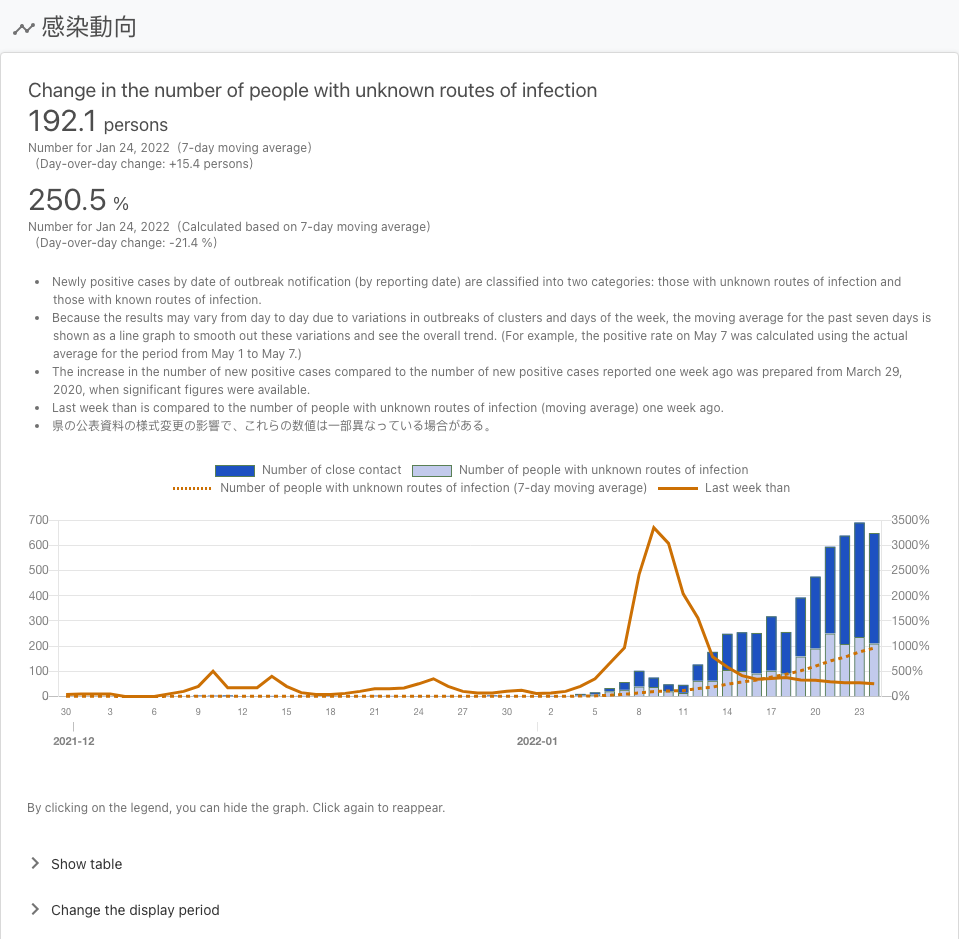 感染動向
Change in the number of people with unknown routes of infection
192.1 persons
Number for Jan 24, 2022（7-day moving average）
（Day-over-day change: +15.4 persons）
250.5 %
Number for Jan 24, 2022（Calculated based on 7-day moving average）
（Day-over-day change: -21.4 %）
• Newly positive cases by date of outbreak notification (by reporting date) are classified into two categories: those with unknown routes of infection and
those with known routes of infection.
• Because the results may vary from day to day due to variations in outbreaks of clusters and days of the week, the moving average for the past seven days is
shown as a line graph to smooth out these variations and see the overall trend. (For example, the positive rate on May 7 was calculated using the actual
average for the period from May 1 to May 7.)
• The increase in the number of new positive cases compared to the number of new positive cases reported one week ago was prepared from March 29,
2020, when significant figures were available.
• Last week than is compared to the number of people with unknown routes of infection (moving average) one week ago.
• 県の公表資料の様式変更の影響で、これらの数値は一部異なっている場合がある。
Number of close contact Number of people with unknown routes of infection
Number of people with unknown routes of infection (7-day moving average) Last week than
700 3500%
600 3000%
500 2500%
400 2000%
300 1500%
200 1000%
100 500%
0 0%
30 3 6 9 12 15 18 21 24 27 30 2 5 8 11 14 17 20 23
2021-12 2022-01
By clicking on the legend, you can hide the graph. Click again to reappear.
Show table
Change the display period